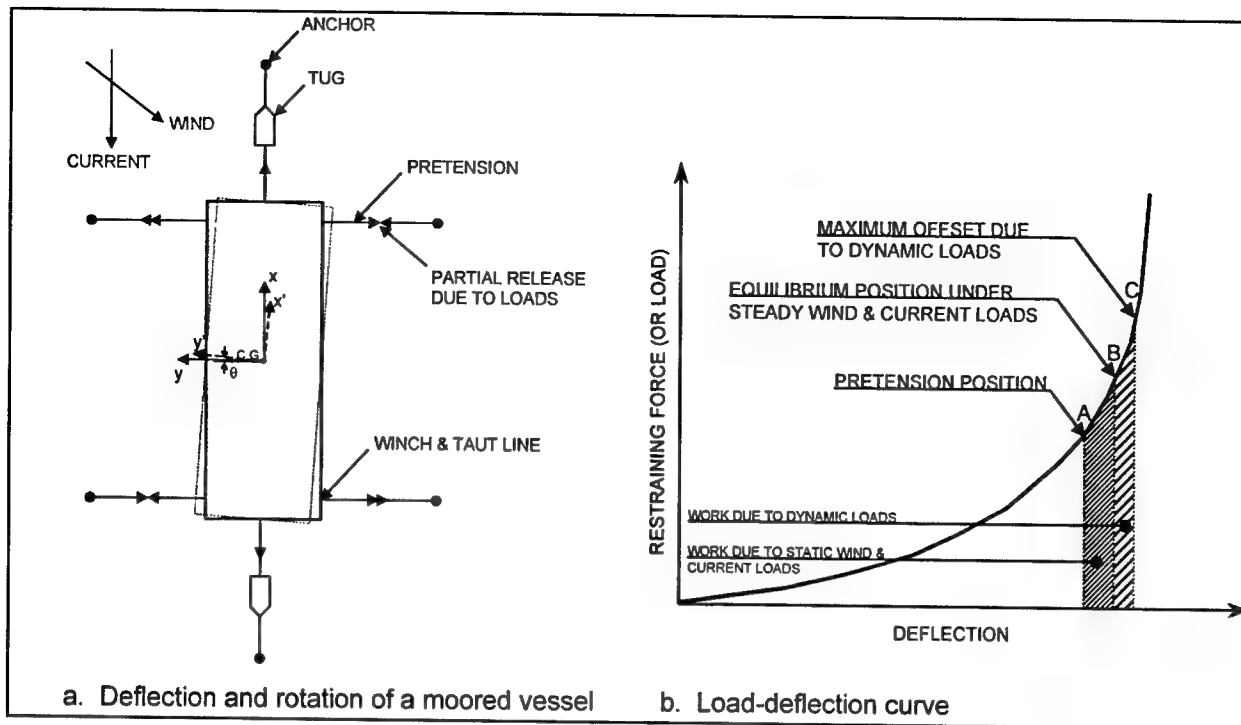 ANCHOR
TUG
WIND
CURRENT
PRETENSION
PARTIAL RELEASE
DUE TO LOADS
x
x'
y'
y
C.G
θ
WINCH & TAUT LINE
a. Deflection and rotation of a moored vessel
RESTRAINING FORCE (OR LOAD)
MAXIMUM OFFSET DUE
TO DYNAMIC LOADS
C
EQUILIBRIUM POSITION UNDER
STEADY WIND & CURRENT LOADS
B
PRETENSION POSITION
A
WORK DUE TO DYNAMIC LOADS
WORK DUE TO STATIC WIND &
CURRENT LOADS
DEFLECTION
b. Load-deflection curve